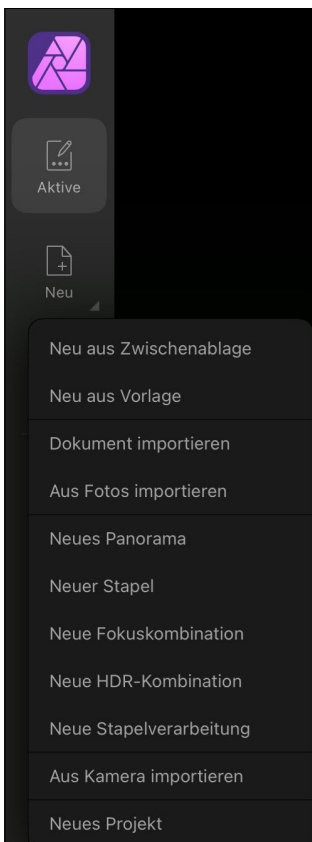 Aktive
Neu
Neu aus Zwischenablage
Neu aus Vorlage
Dokument importieren
Aus Fotos importieren
Neues Panorama
Neuer Stapel
Neue Fokuskombination
Neue HDR-Kombination
Neue Stapelverarbeitung
Aus Kamera importieren
Neues Projekt